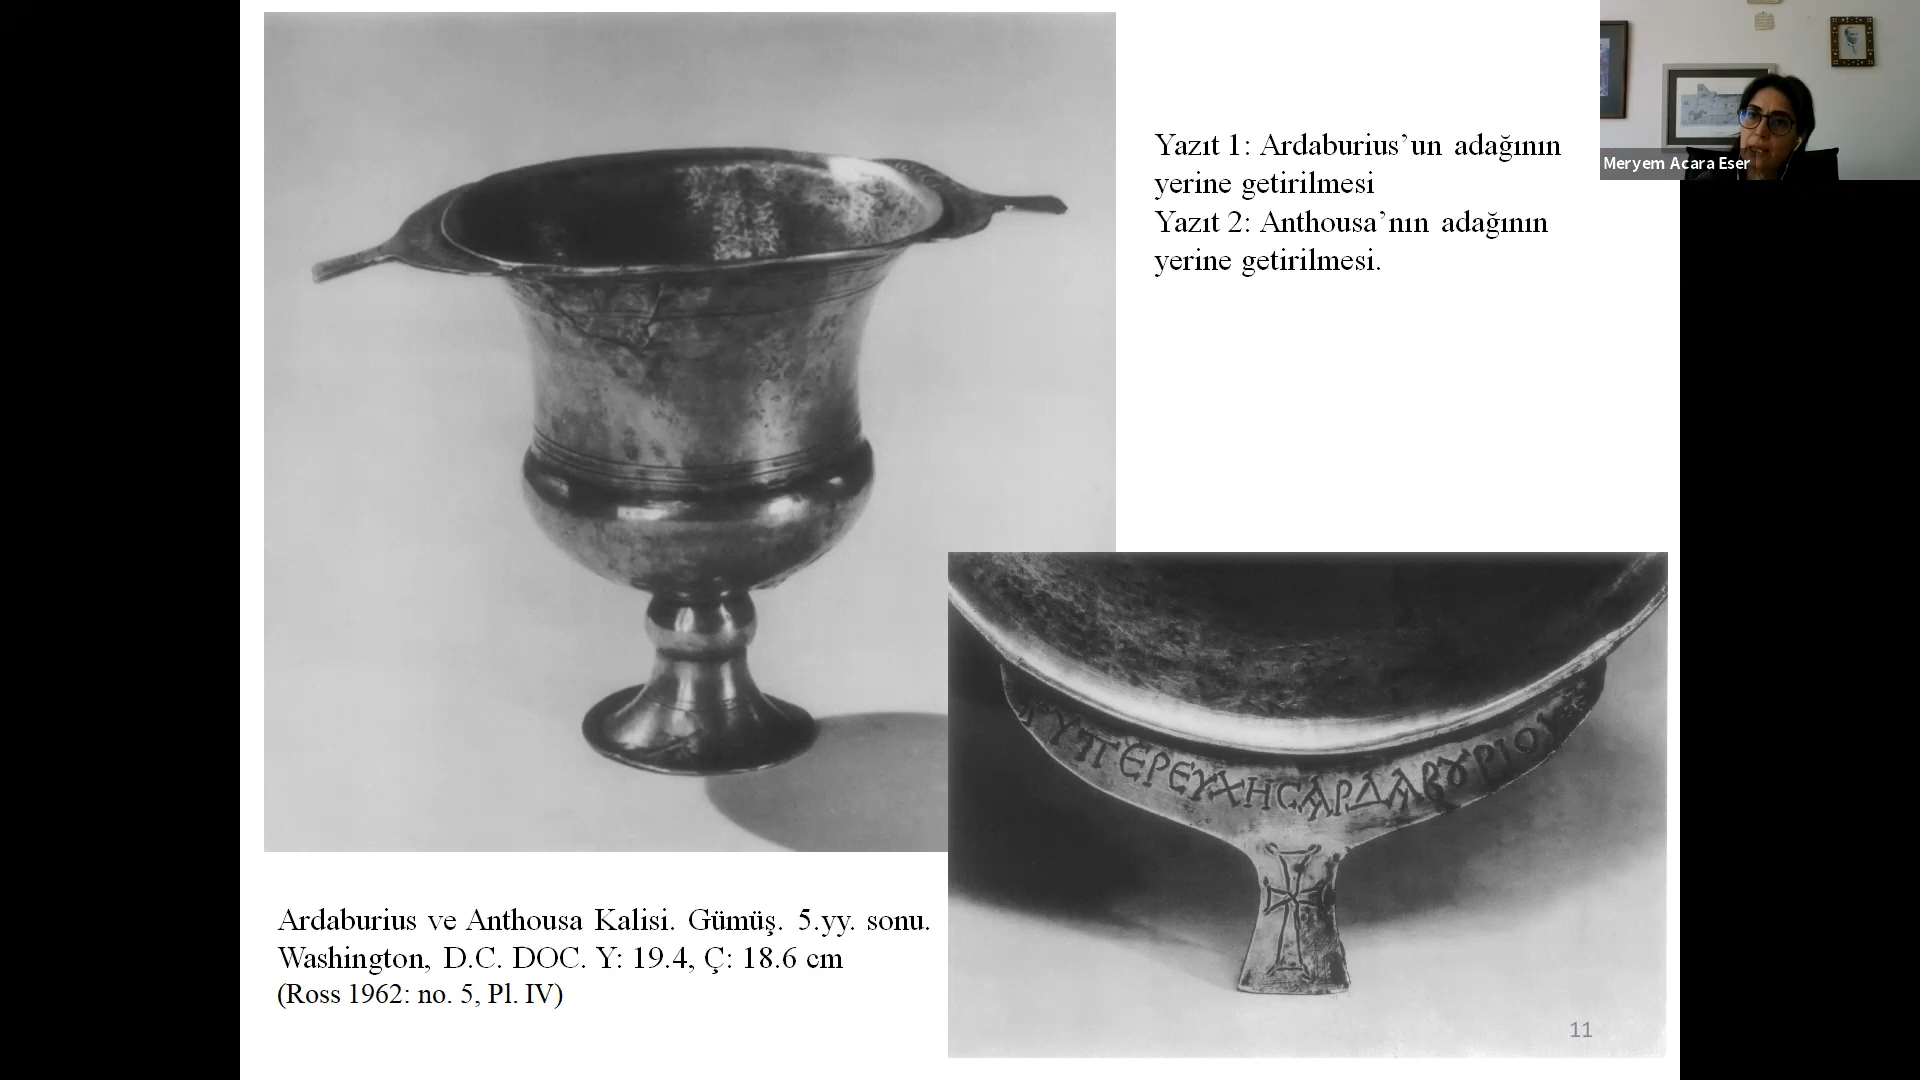 Yazıt 1: Ardaburius’un adağının
yerine getirilmesi
Yazıt 2: Anthousa’nın adağının
yerine getirilmesi.
Meryem Acara Eser
ΥΠΕΡΕΥΧΗCΑΡΔΑΒȢΡΙΟΥ
Ardaburius ve Anthousa Kalisi. Gümüş. 5.yy. sonu.
Washington, D.C. DOC. Y: 19.4, Ç: 18.6 cm
(Ross 1962: no. 5, Pl. IV)
11